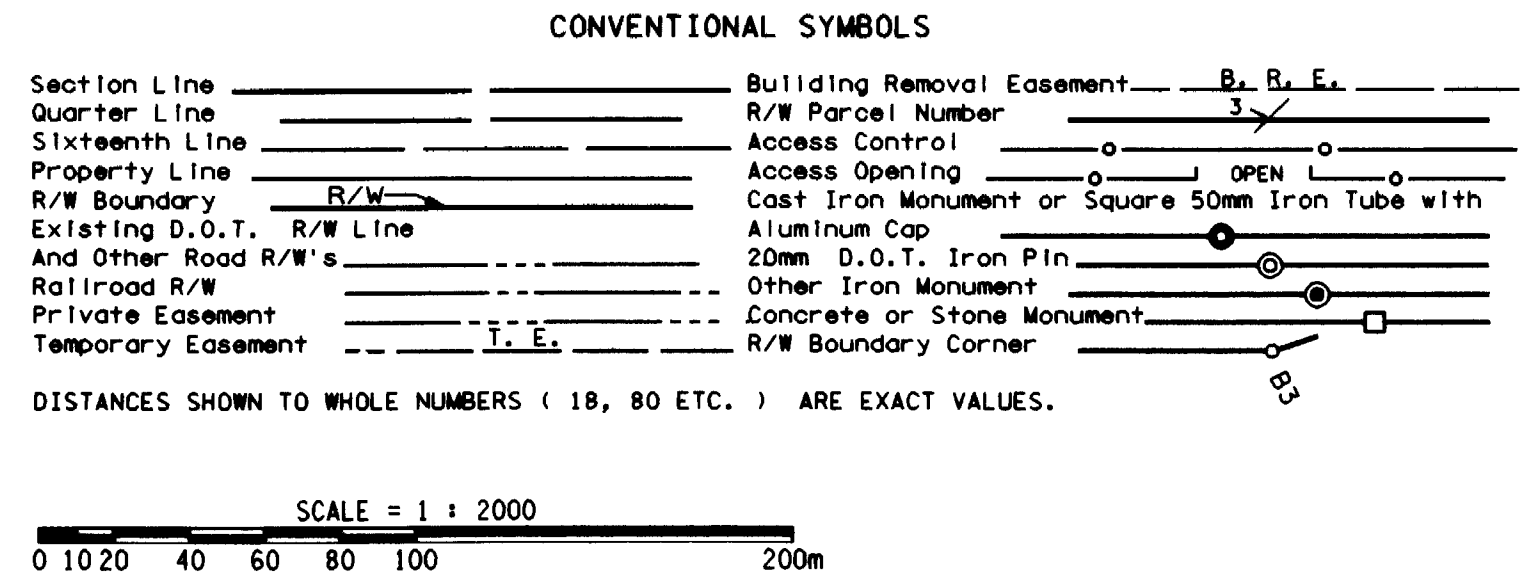 CONVENTIONAL SYMBOLS
Section Line
Quarter Line
Sixteenth Line
Property Line
R/W Boundary R/W
Existing D.O.T. R/W Line
And Other Road R/W's
Railroad R/W
Private Easement
Temporary Easement T. E.
Building Removal Easement B. R. E.
R/W Parcel Number 3
Access Control
Access Opening OPEN
Cast Iron Monument or Square 50mm Iron Tube with
Aluminum Cap
20mm D.O.T. Iron Pin
Other Iron Monument
Concrete or Stone Monument
R/W Boundary Corner
B3
DISTANCES SHOWN TO WHOLE NUMBERS ( 18, 80 ETC. ) ARE EXACT VALUES.
SCALE = 1 : 2000
0 10 20 40 60 80 100 200m